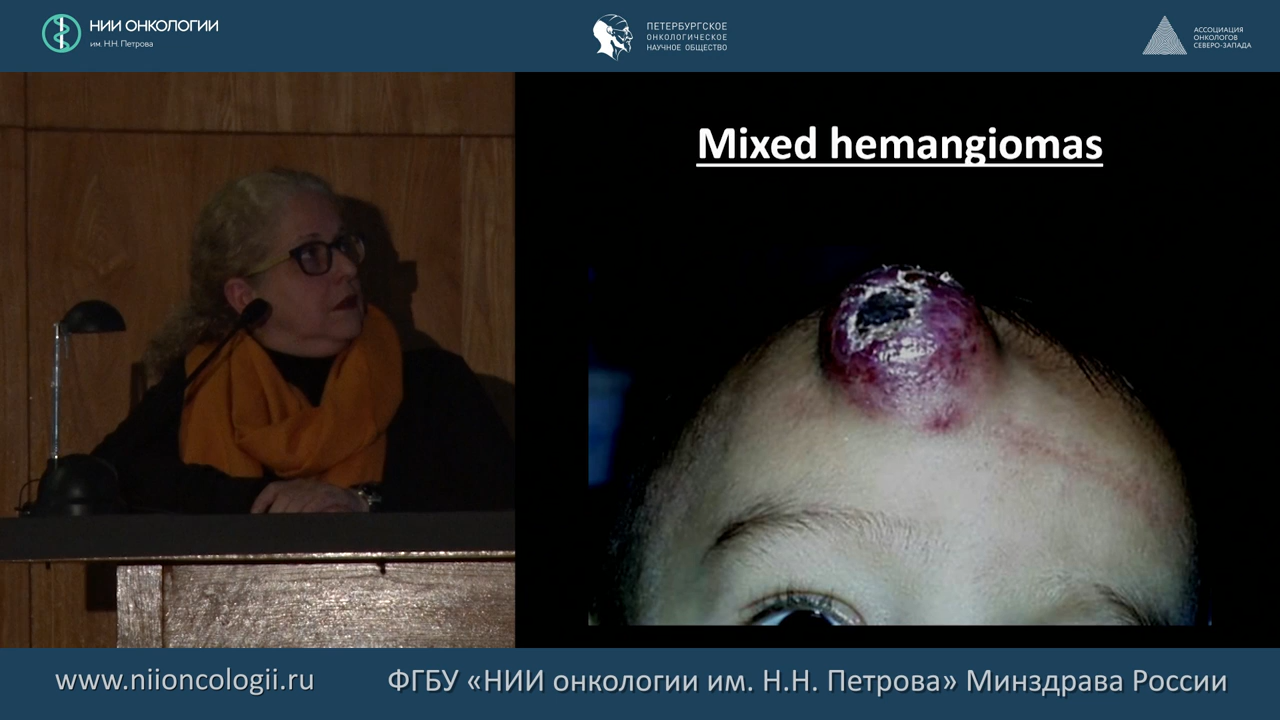 НИИ ОНКОЛОГИИ
им. Н.Н. Петрова
ПЕТЕРБУРГСКОЕ
ОНКОЛОГИЧЕСКОЕ
НАУЧНОЕ ОБЩЕСТВО
АССОЦИАЦИЯ
ОНКОЛОГОВ
СЕВЕРО-ЗАПАДА
Mixed hemangiomas
www.niioncologii.ru
ФГБУ «НИИ онкологии им. Н.Н. Петрова» Минздрава России